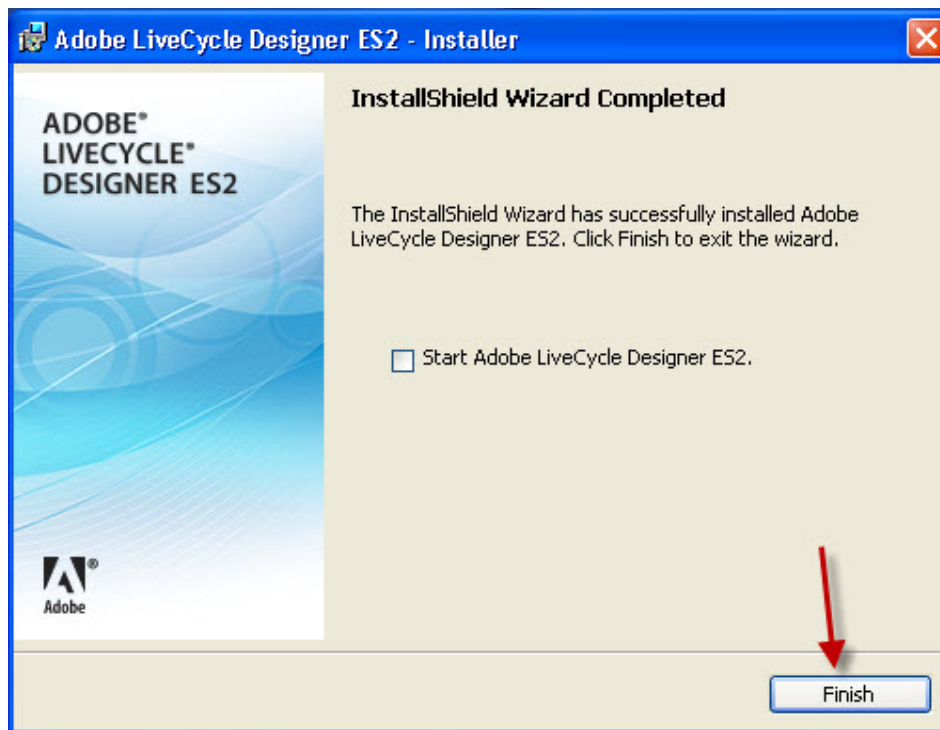 Adobe LiveCycle Designer ES2 - Installer
ADOBE®
LIVECYCLE®
DESIGNER ES2
InstallShield Wizard Completed
The InstallShield Wizard has successfully installed Adobe
LiveCycle Designer ES2. Click Finish to exit the wizard.
Start Adobe LiveCycle Designer ES2.
®
Adobe
Finish